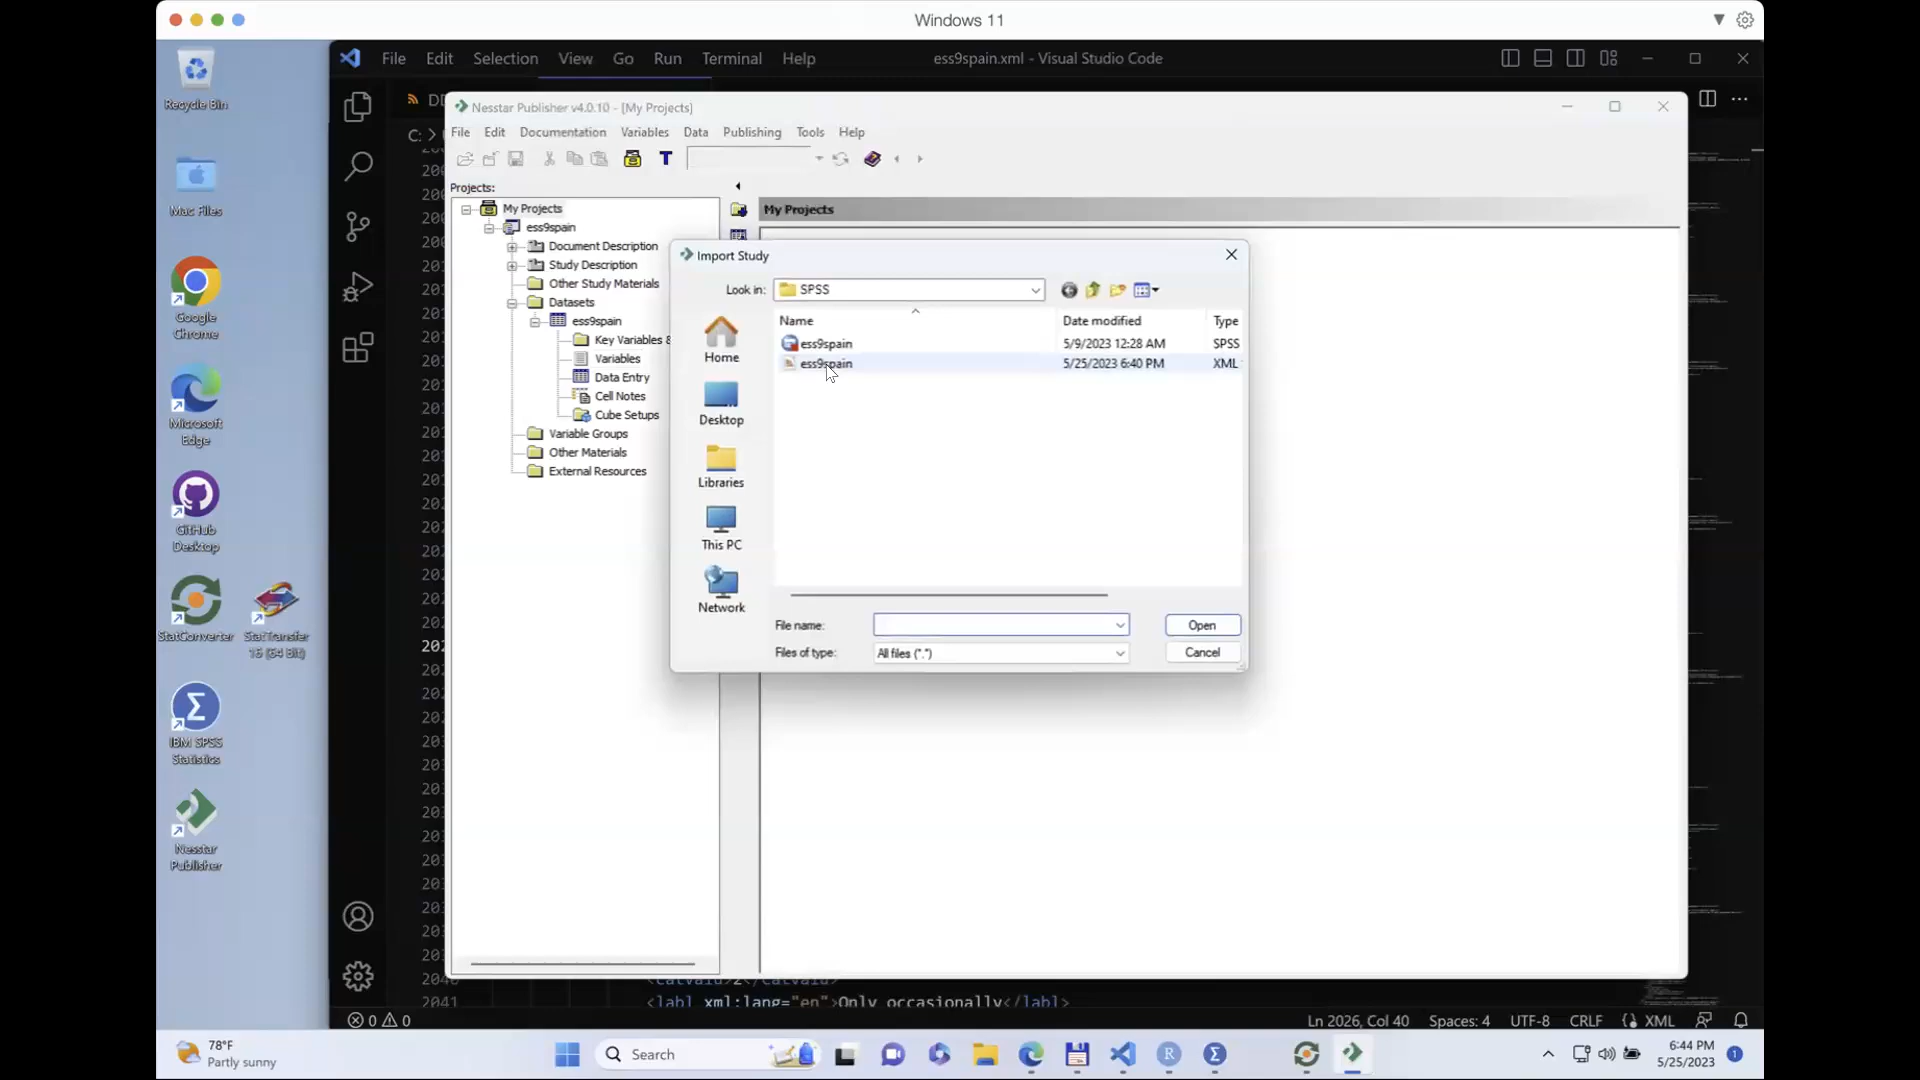 Windows 11
File Edit Selection View Go Run Terminal Help
ess9spain.xml - Visual Studio Code
Recycle Bin
Mac Files
Google
Chrome
Microsoft
Edge
GitHub
Desktop
StatConverter
StatTransfer
16 (64 Bit)
IBM SPSS
Statistics
Nesstar
Publisher
Nesstar Publisher v4.0.10 - [My Projects]
C: >
File Edit Documentation Variables Data Publishing Tools Help
Projects:
My Projects
ess9spain
Document Description
Study Description
Other Study Materials
Datasets
ess9spain
Key Variables &
Variables
Data Entry
Cell Notes
Cube Setups
Variable Groups
Other Materials
External Resources
My Projects
Import Study
Look in: SPSS
Name Date modified Type
ess9spain 5/9/2023 12:28 AM SPSS
ess9spain 5/25/2023 6:40 PM XML
Home
Desktop
Libraries
This PC
Network
File name:
Open
Files of type: All files (*.*)
Cancel
2041 <labl xml:lang="en">Only occasionally</labl>
0 0
Ln 2026, Col 40 Spaces: 4 UTF-8 CRLF XML
78°F
Partly sunny
Search
6:44 PM
5/25/2023
1